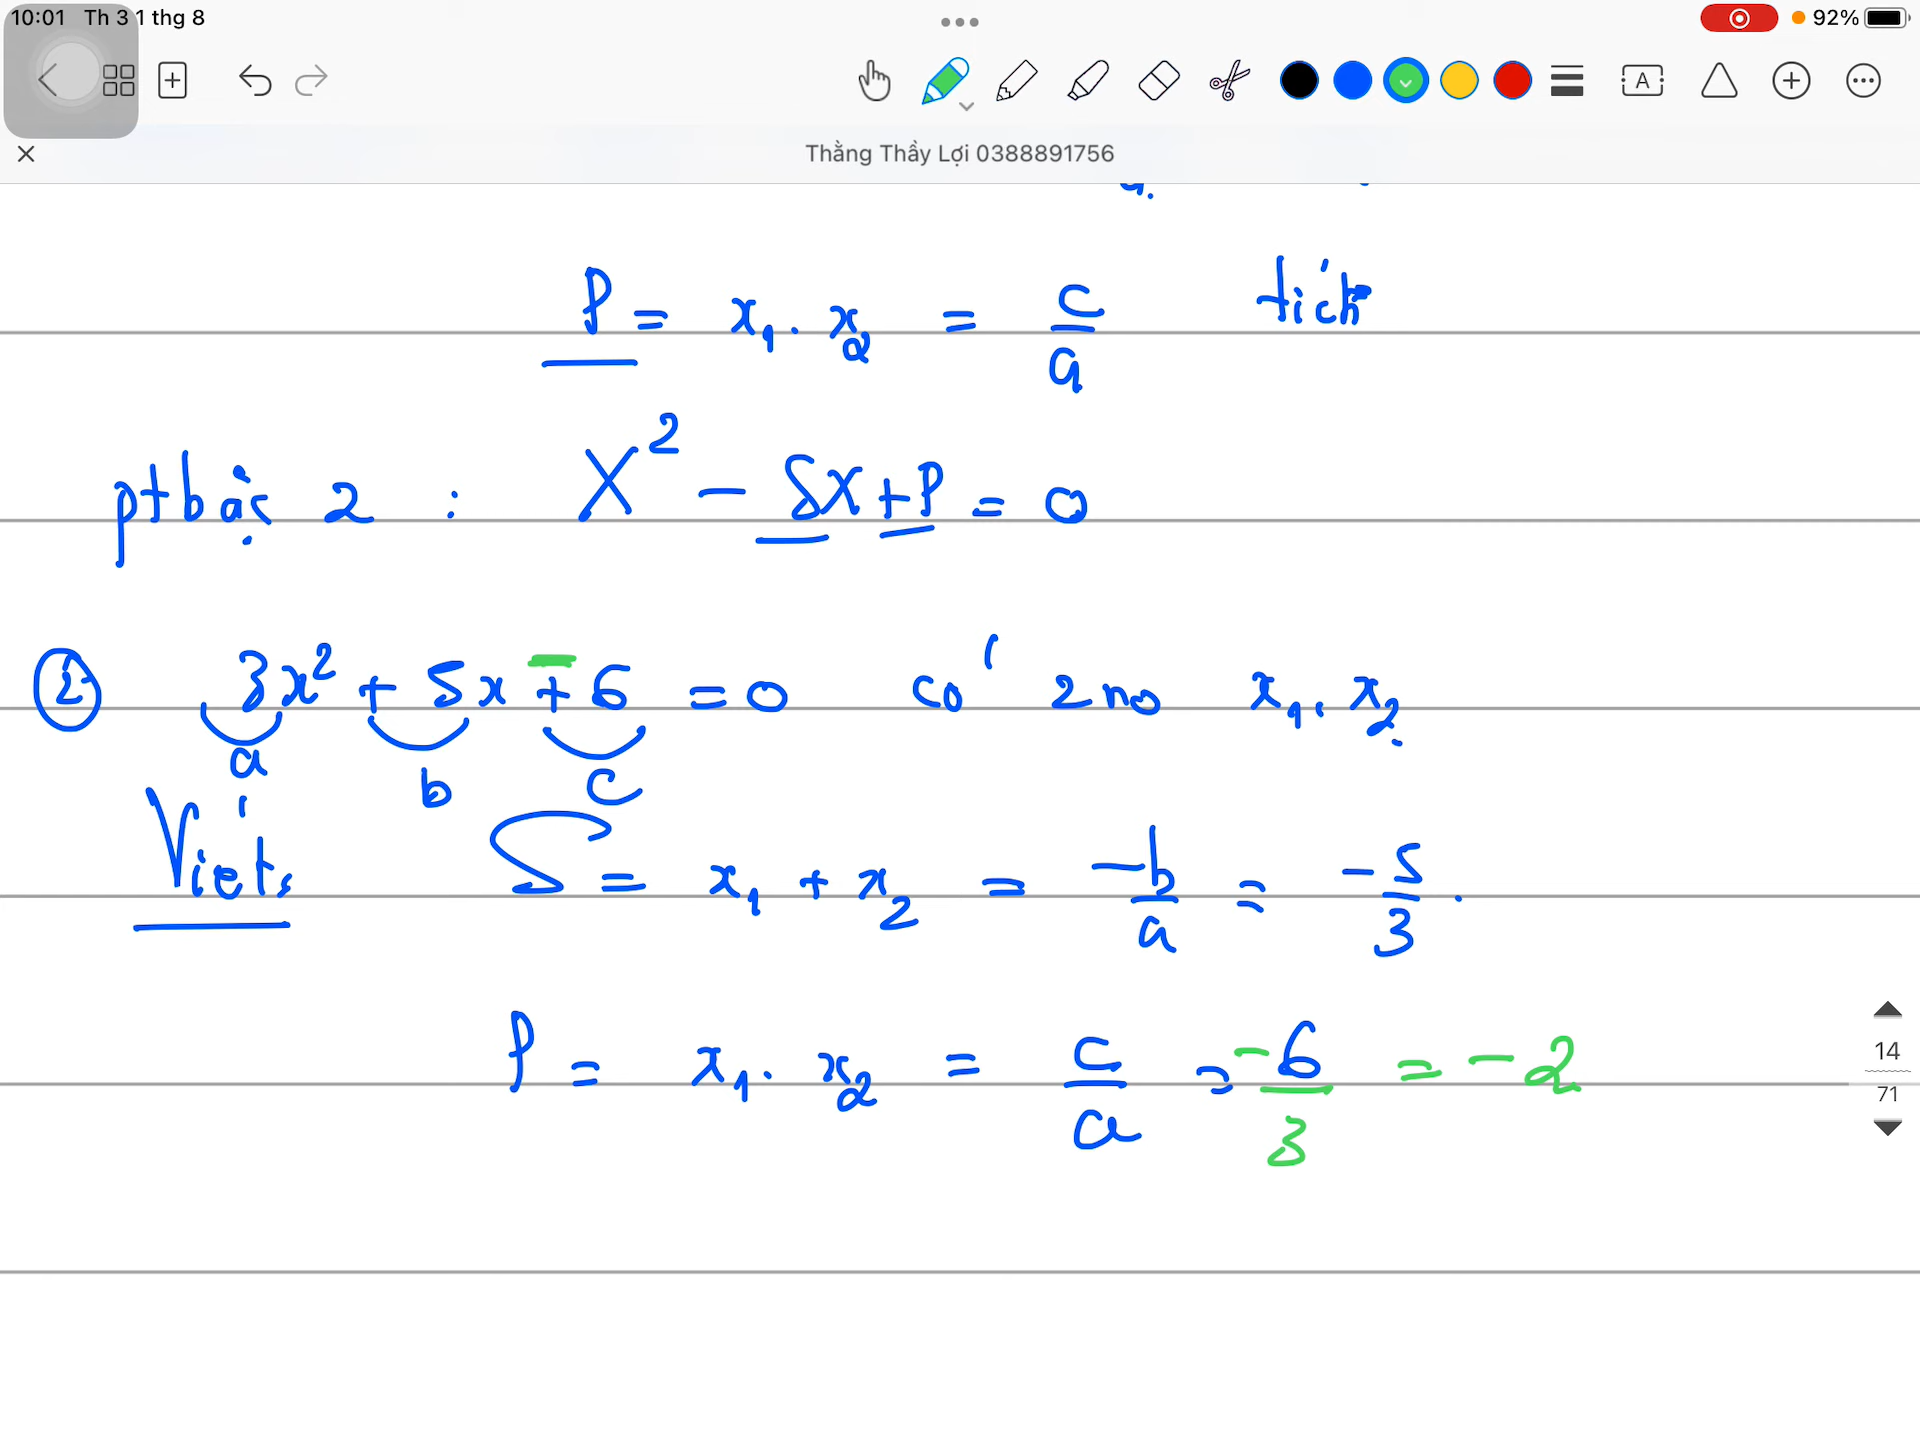 10:01 Th 3 1 thg 8 92%
A
Thằng Thầy Lợi 0388891756
P = x₁ . x₂ = c/a tích
pt bậc 2 : X² - SX + P = 0
② 3x² + 5x + 6 = 0 có 2 no x₁, x₂
a b c
Viét, S = x₁ + x₂ = -b/a = -5/3 .
P = x₁ . x₂ = c/a = -6/3 = -2
14
71